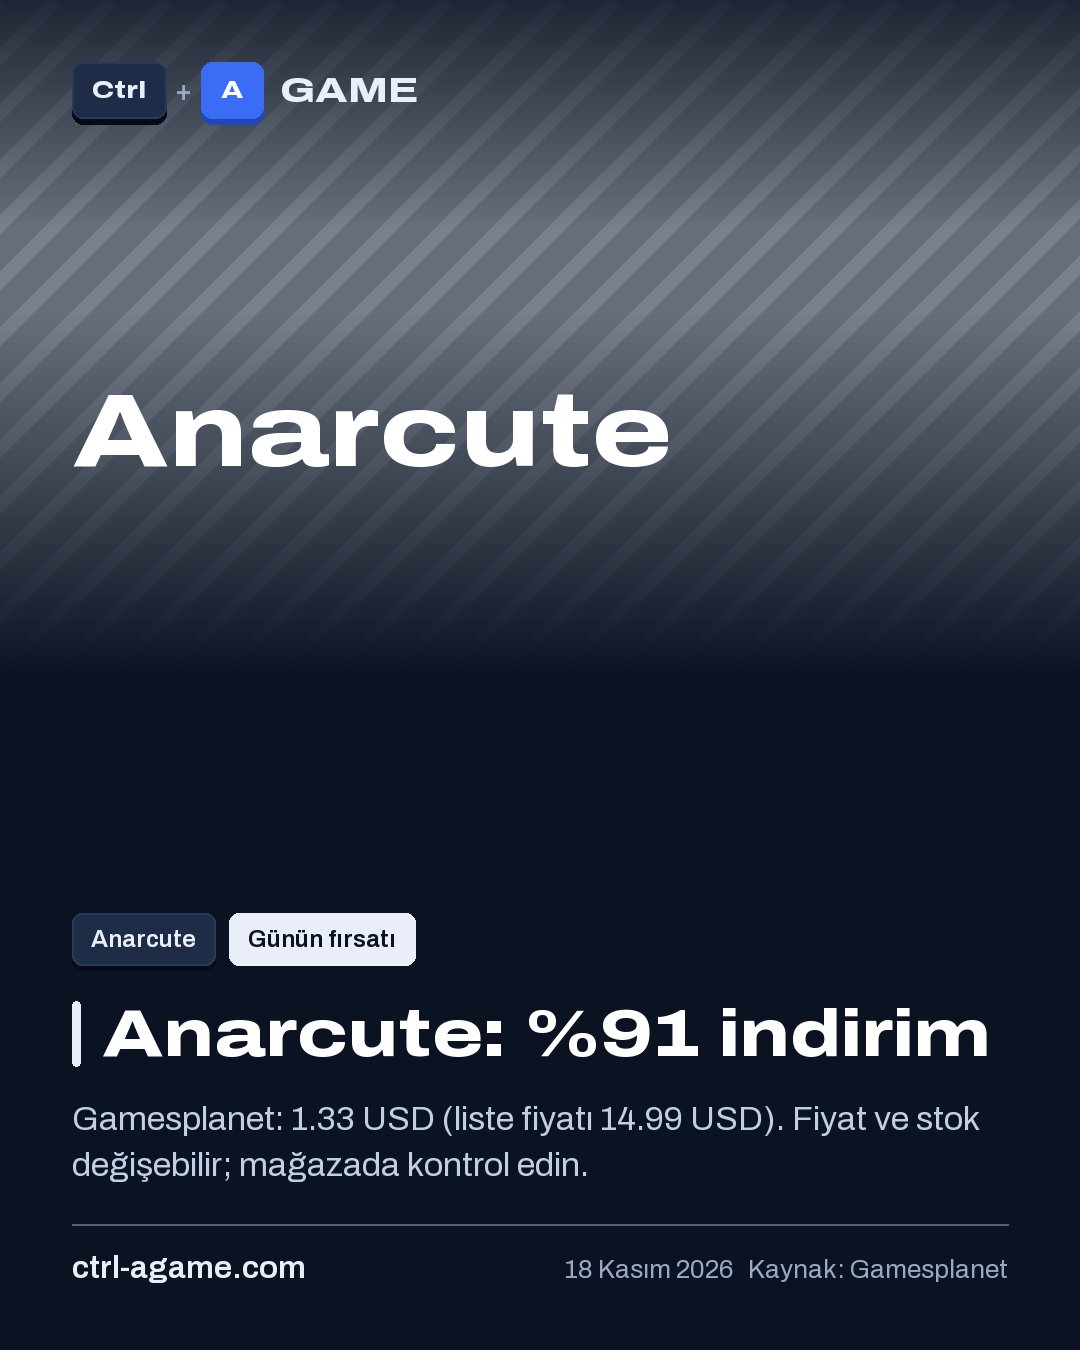 Ctrl + A GAME
Anarcute
Anarcute Günün fırsatı
Anarcute: %91 indirim
Gamesplanet: 1.33 USD (liste fiyatı 14.99 USD). Fiyat ve stok
değişebilir; mağazada kontrol edin.
ctrl-agame.com 18 Kasım 2026 Kaynak: Gamesplanet